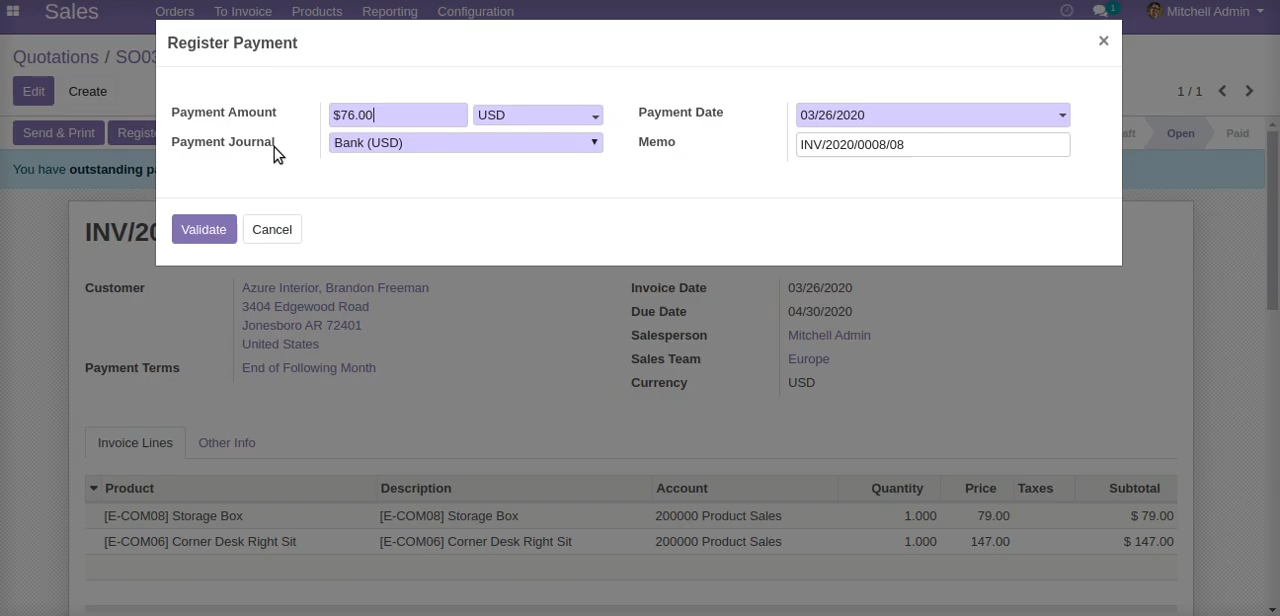 Sales Orders To Invoice Products Reporting Configuration 1 Mitchell Admin
Register Payment ×
Quotations / SO03
Edit Create 1 / 1
Payment Amount $76.00 USD Payment Date 03/26/2020
Send & Print Open Paid
Payment Journal Bank (USD) Memo INV/2020/0008/08
You have outstanding
Validate Cancel
INV/20
Customer Azure Interior, Brandon Freeman Invoice Date 03/26/2020
3404 Edgewood Road Due Date 04/30/2020
Jonesboro AR 72401 Salesperson Mitchell Admin
United States Sales Team Europe
Payment Terms End of Following Month Currency USD
Invoice Lines Other Info
Product Description Account Quantity Price Taxes Subtotal
[E-COM08] Storage Box [E-COM08] Storage Box 200000 Product Sales 1.000 79.00 $ 79.00
[E-COM06] Corner Desk Right Sit [E-COM06] Corner Desk Right Sit 200000 Product Sales 1.000 147.00 $ 147.00